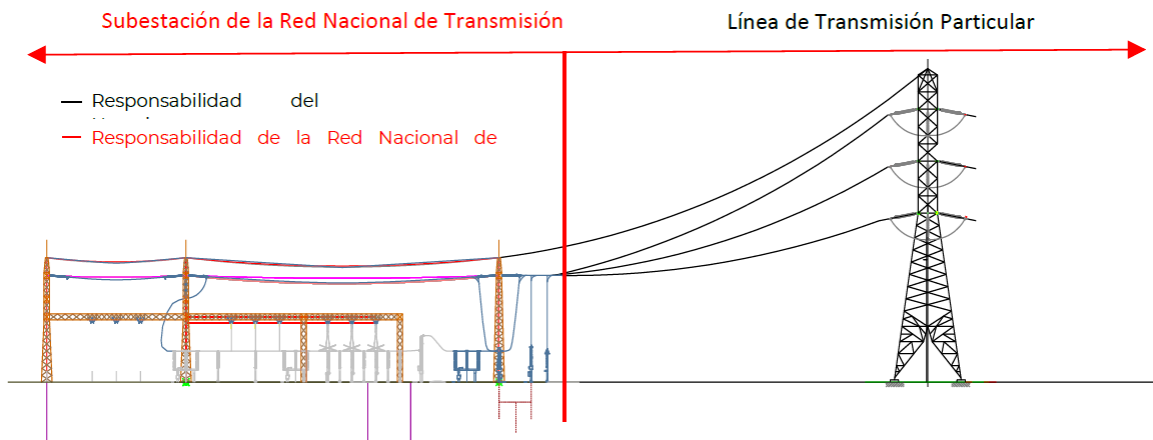 Subestación de la Red Nacional de Transmisión
Línea de Transmisión Particular
Responsabilidad del
Responsabilidad de la Red Nacional de